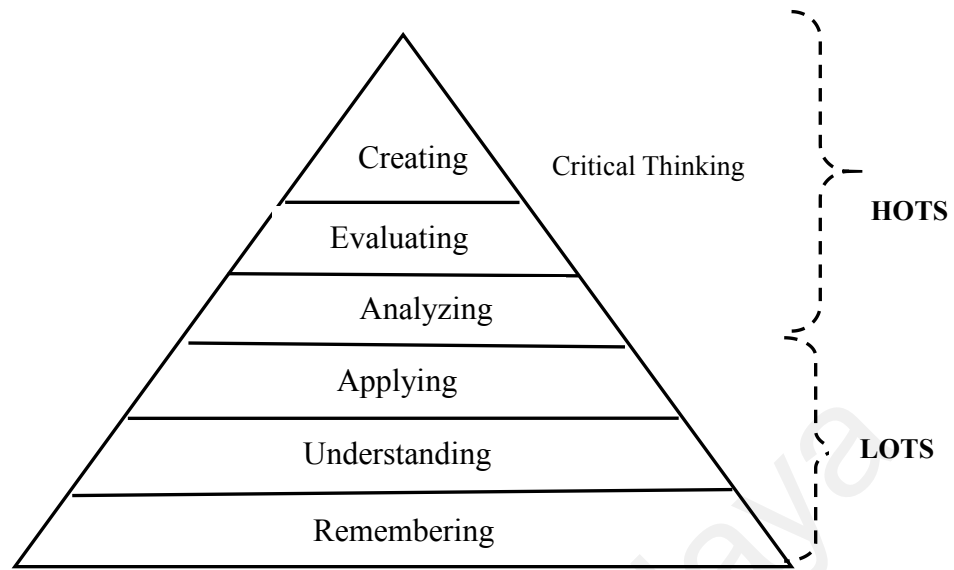 Creating
Critical Thinking
HOTS
Evaluating
Analyzing
Applying
Understanding
LOTS
Remembering